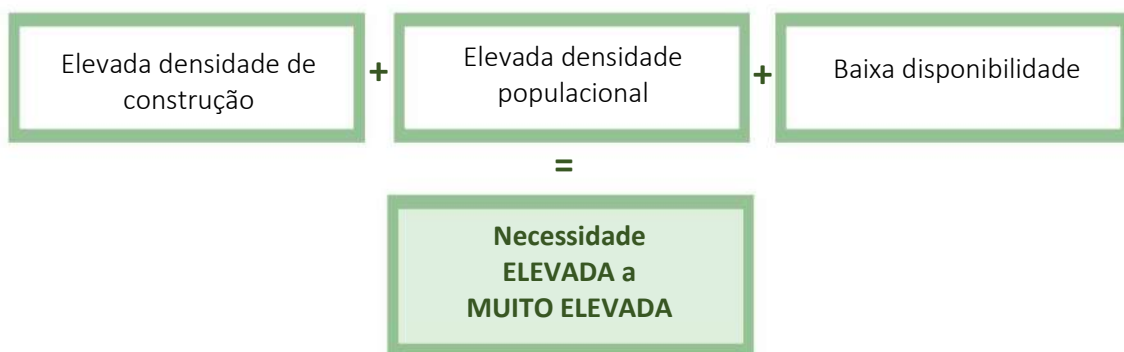 Elevada densidade de
construção
+
Elevada densidade
populacional
+
Baixa disponibilidade
=
Necessidade
ELEVADA a
MUITO ELEVADA